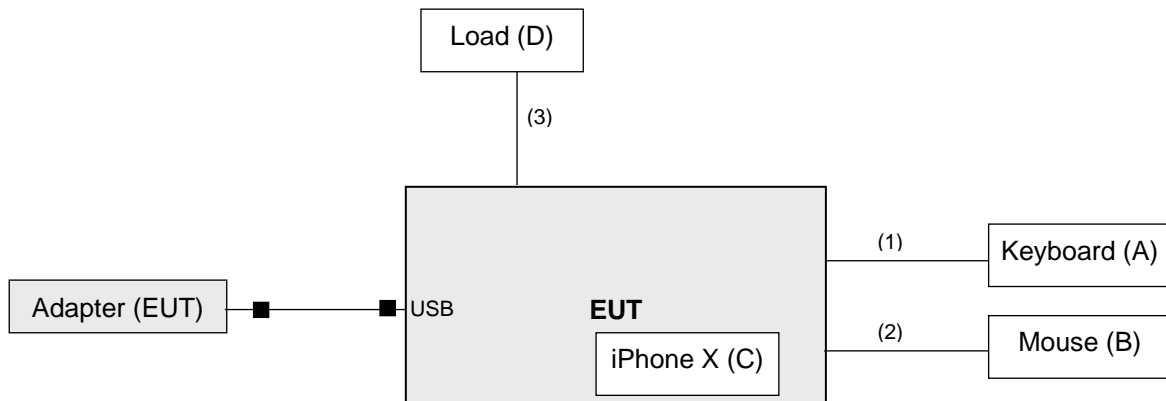 Load (D)
(3)
(1)
Keyboard (A)
Adapter (EUT)
USB
EUT
(2)
Mouse (B)
iPhone X (C)